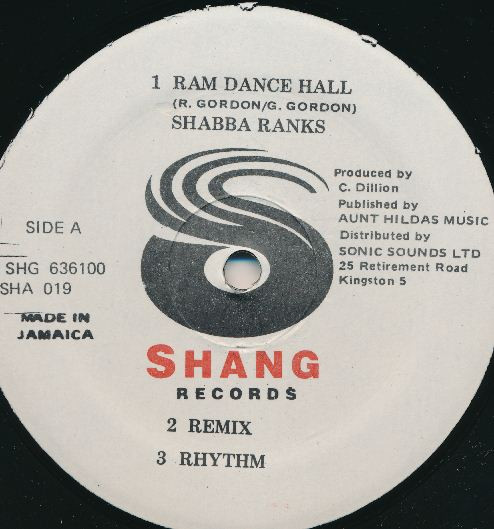 1 RAM DANCE HALL
(R. GORDON/G. GORDON)
SHABBA RANKS
Produced by
C. Dillion
Published by
AUNT HILDAS MUSIC
Distributed by
SONIC SOUNDS LTD
25 Retirement Road
Kingston 5
SIDE A
SHG 636100
SHA 019
MADE IN
JAMAICA
SHANG
RECORDS
2 REMIX
3 RHYTHM